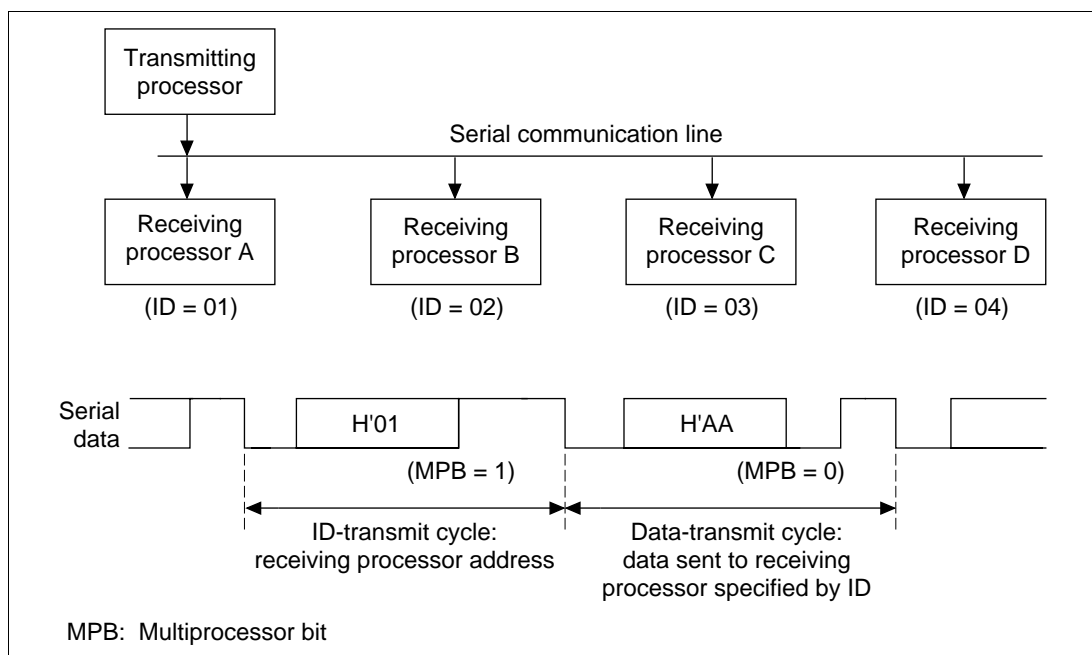 Transmitting
processor
Serial communication line
Receiving
processor A
Receiving
processor B
Receiving
processor C
Receiving
processor D
(ID = 01)
(ID = 02)
(ID = 03)
(ID = 04)
Serial
data
H'01
H'AA
(MPB = 1)
(MPB = 0)
ID-transmit cycle:
receiving processor address
Data-transmit cycle:
data sent to receiving
processor specified by ID
MPB: Multiprocessor bit